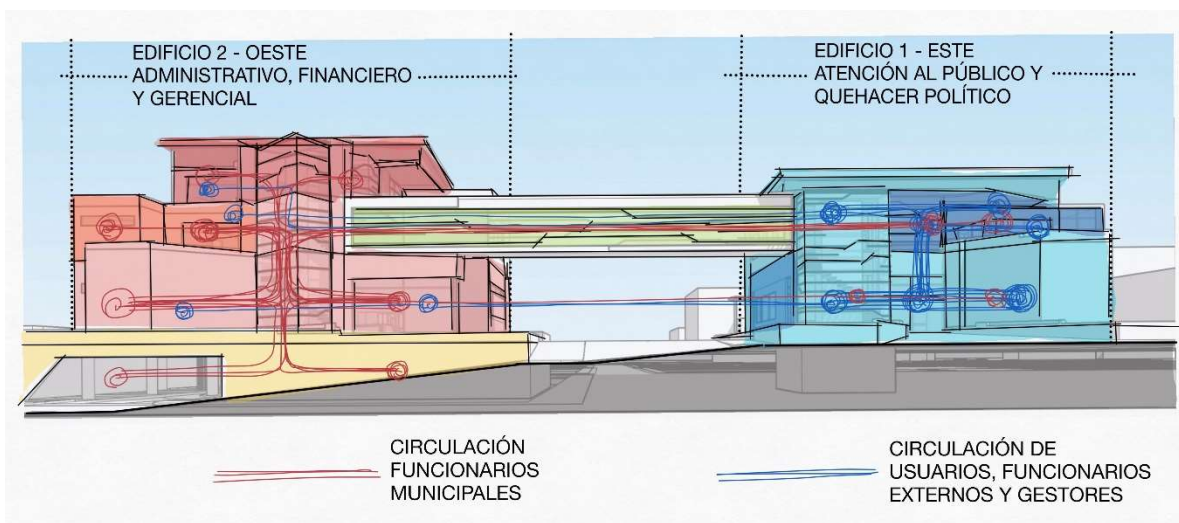 EDIFICIO 2 - OESTE
ADMINISTRATIVO, FINANCIERO
Y GERENCIAL
EDIFICIO 1 - ESTE
ATENCIÓN AL PÚBLICO Y
QUEHACER POLÍTICO
CIRCULACIÓN
FUNCIONARIOS
MUNICIPALES
CIRCULACIÓN DE
USUARIOS, FUNCIONARIOS
EXTERNOS Y GESTORES